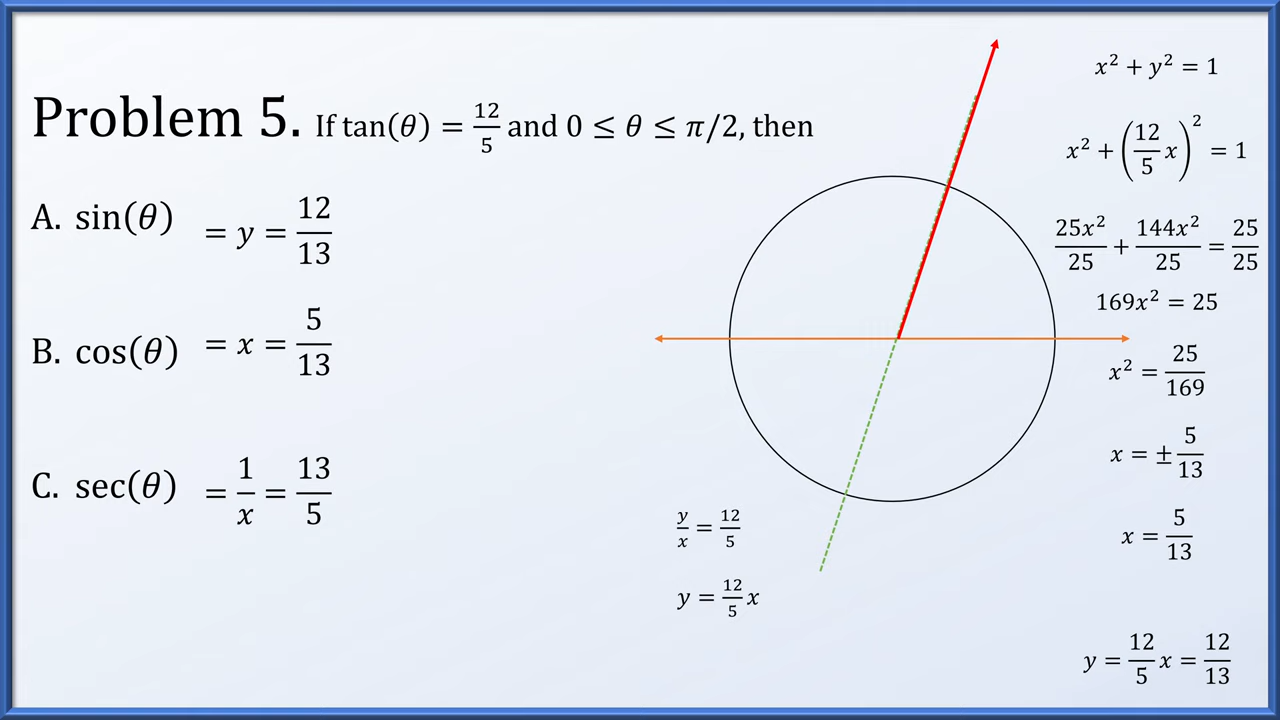 Problem 5. If tan(θ) = 12/5 and 0 ≤ θ ≤ π/2, then
A. sin(θ) = y = 12/13
B. cos(θ) = x = 5/13
C. sec(θ) = 1/x = 13/5
y/x = 12/5
y = 12/5 x
x² + y² = 1
x² + (12/5 x)² = 1
25x²/25 + 144x²/25 = 25/25
169x² = 25
x² = 25/169
x = ± 5/13
x = 5/13
y = 12/5 x = 12/13